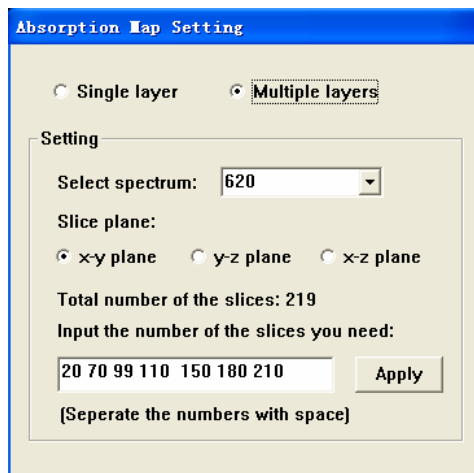 Absorption Map Setting
Single layer Multiple layers
Setting
Select spectrum: 620
Slice plane:
x-y plane y-z plane x-z plane
Total number of the slices: 219
Input the number of the slices you need:
20 70 99 110  150 180 210 Apply
(Seperate the numbers with space)